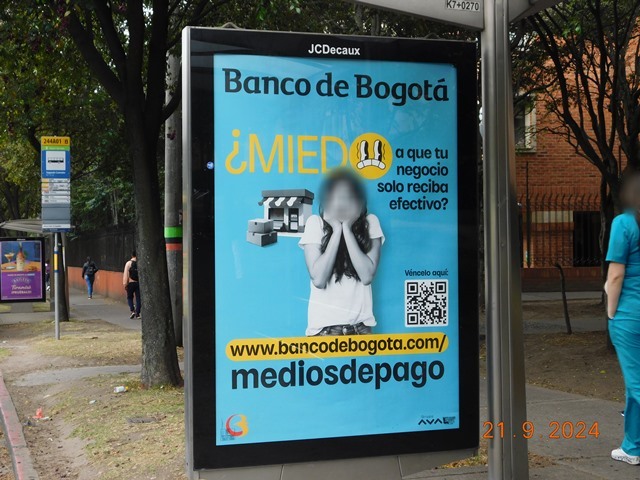 K7+0270
JCDecaux
Banco de Bogotá
¿MIEDO
a que tu
negocio
solo reciba
efectivo?
Véncelo aquí:
www.bancodebogota.com/
mediosdepago
AVAL
244A01 B
21. 9. 2024